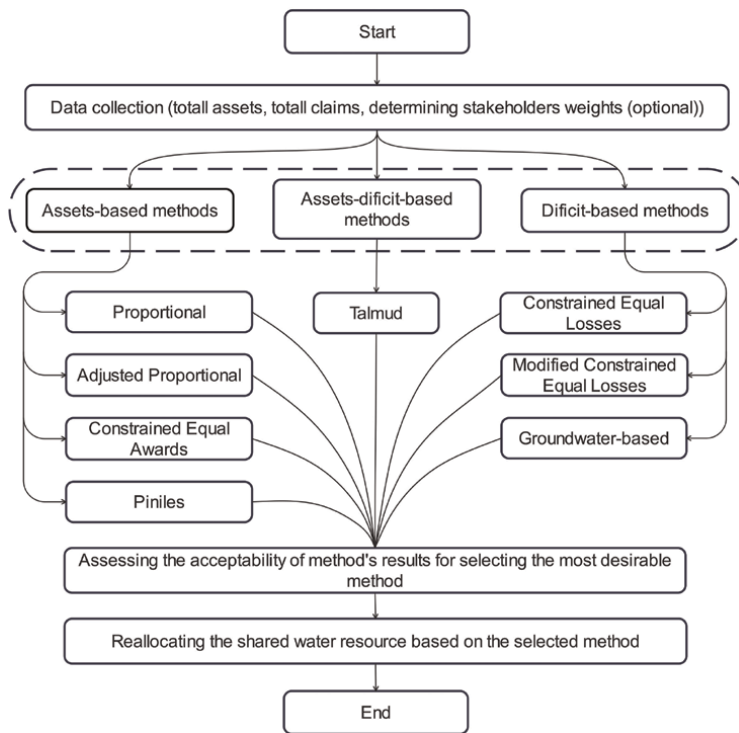 Start
Data collection (totall assets, total claims, determining stakeholders weights (optional))
Assets-based methods
Assets-dificit-based
methods
Dificit-based methods
Proportional
Adjusted Proportional
Constrained Equal
Awards
Piniles
Talmud
Constrained Equal
Losses
Modified Constrained
Equal Losses
Groundwater-based
Assessing the acceptability of method's results for selecting the most desirable
method
Reallocating the shared water resource based on the selected method
End